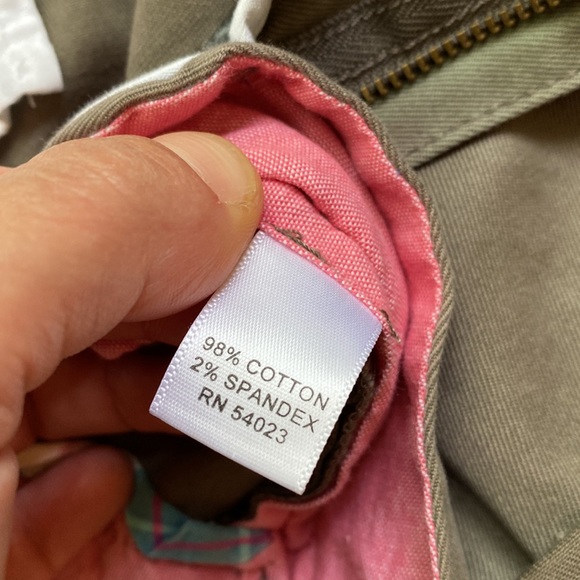 98% COTTON
2% SPANDEX
RN 54023